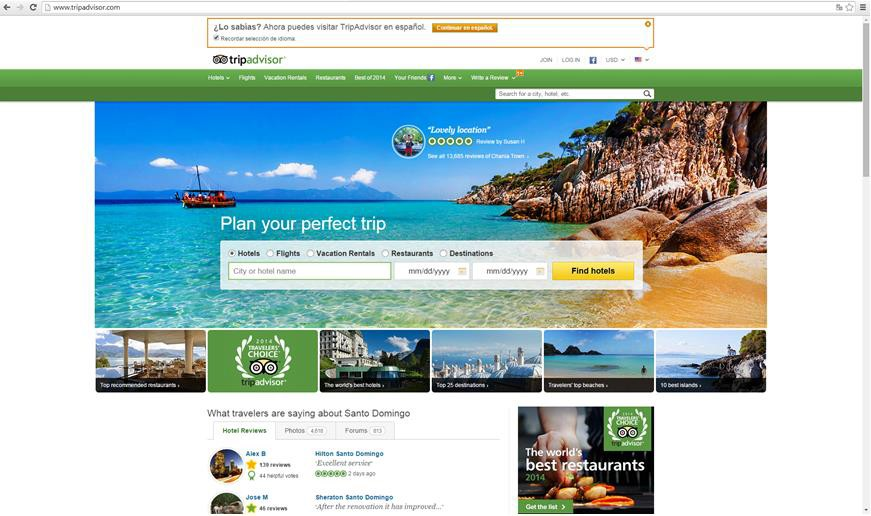 www.tripadvisor.com
¿Lo sabías? Ahora puedes visitar TripAdvisor en español. Continuar en español.
Recordar selección de idioma.
tripadvisor
JOIN LOG IN USD
Hotels Flights Vacation Rentals Restaurants Best of 2014 Your Friends More Write a Review
Search for a city, hotel, etc.
"Lovely location"
Review by Susan H
See all 13,685 reviews of Chania Town ›
Plan your perfect trip
Hotels Flights Vacation Rentals Restaurants Destinations
City or hotel name mm/dd/yyyy mm/dd/yyyy Find hotels
2014
TRAVELERS'
CHOICE
tripadvisor
Top recommended restaurants › The world's best hotels › Top 25 destinations › Travelers' top beaches › 10 best islands ›
What travelers are saying about Santo Domingo
Hotel Reviews Photos 4,618 Forums 813
Alex B Hilton Santo Domingo
139 reviews "Excellent service"
44 helpful votes 2 days ago
Jose M Sheraton Santo Domingo
46 reviews "After the renovation it has improved..."
2014
TRAVELERS'
CHOICE
tripadvisor
The world's
best restaurants
2014
Get the list